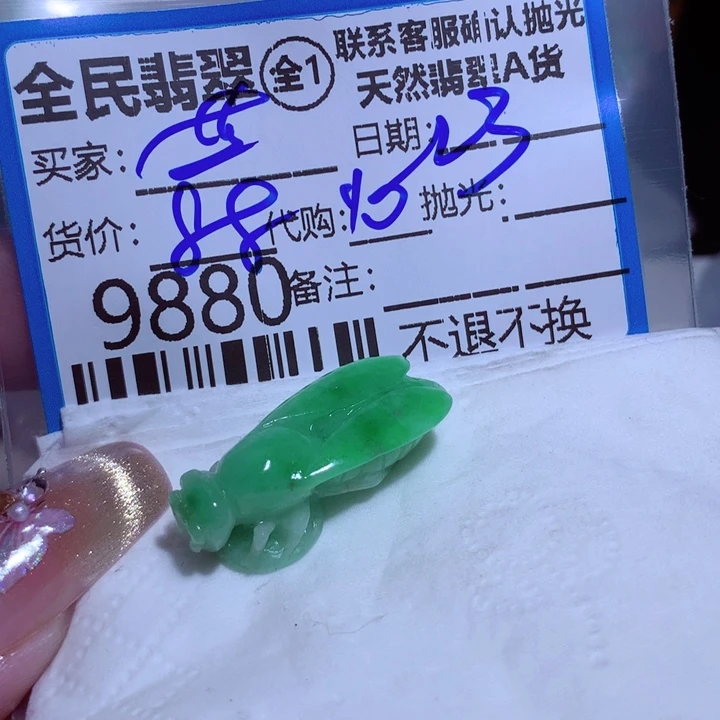 全民翡翠 全1 联系客服确认抛光
天然翡翠A货
买家: 日期:
货价: 88 代购: 抛光:
9880 备注:
不退不换